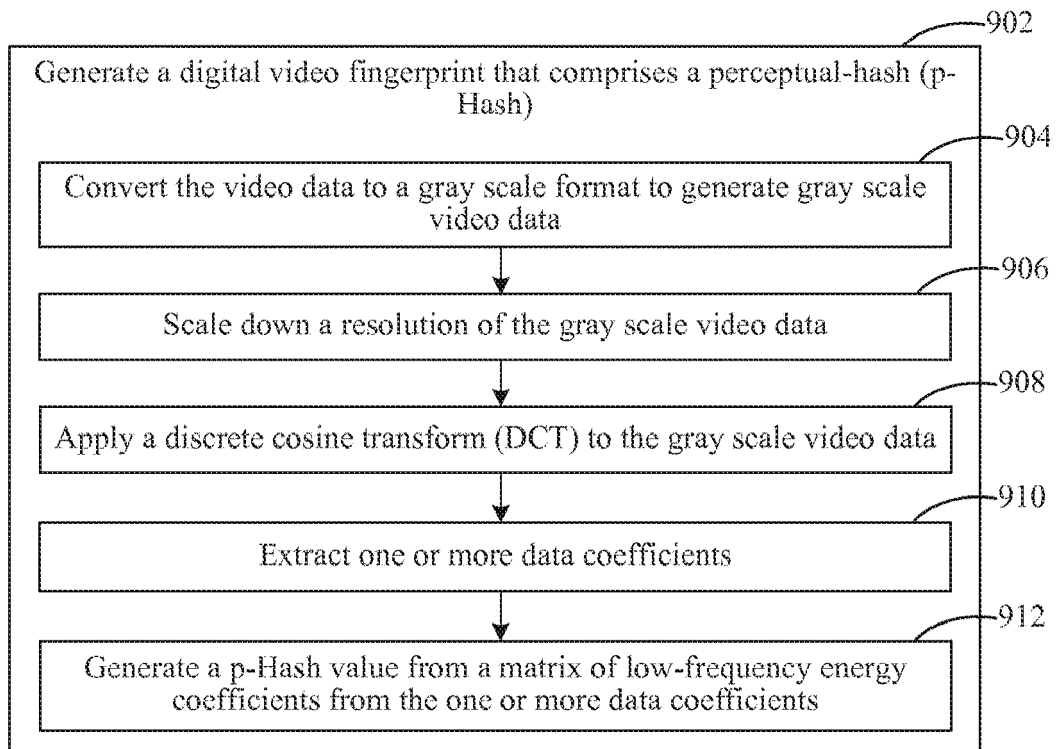 902
Generate a digital video fingerprint that comprises a perceptual-hash (p-
Hash)
904
Convert the video data to a gray scale format to generate gray scale
video data
906
Scale down a resolution of the gray scale video data
908
Apply a discrete cosine transform (DCT) to the gray scale video data
910
Extract one or more data coefficients
912
Generate a p-Hash value from a matrix of low-frequency energy
coefficients from the one or more data coefficients